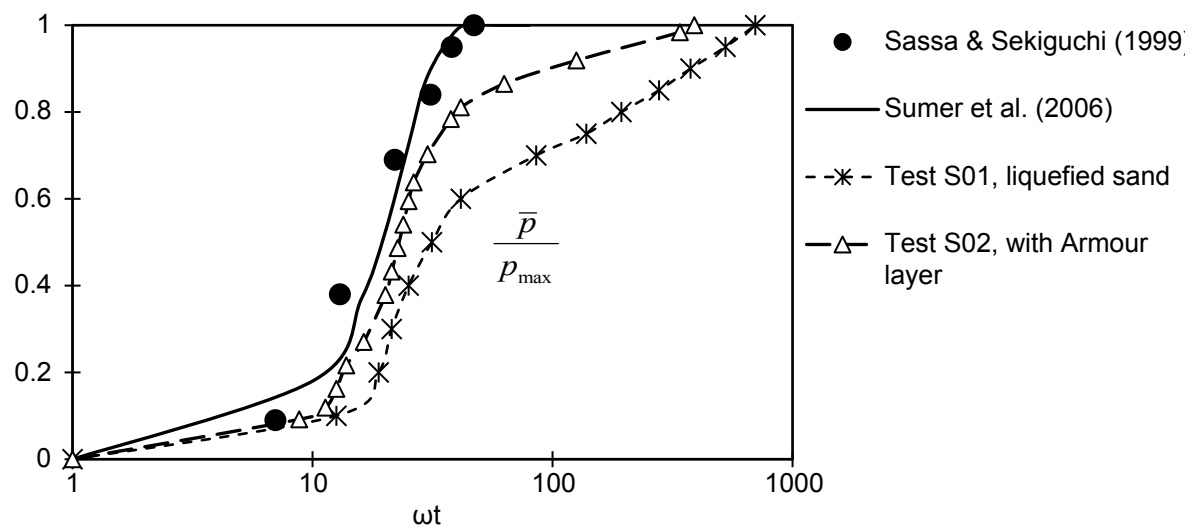 1
0.8
0.6
0.4
0.2
0
1
10
100
1000
ωt
p̅
p max
Sassa & Sekiguchi (1999)
Sumer et al. (2006)
Test S01, liquefied sand
Test S02, with Armour
layer